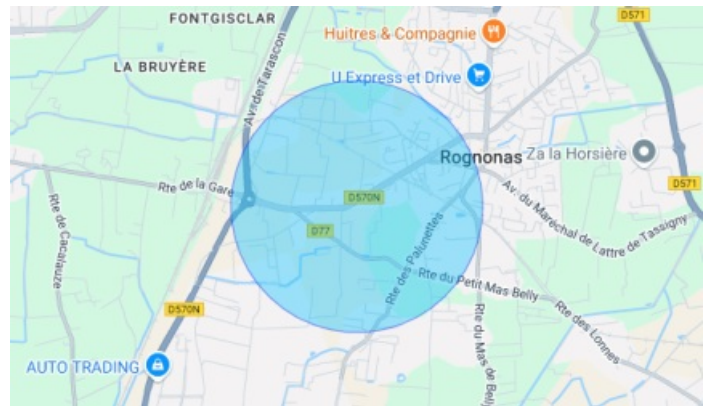 FONTGISCLAR
D571
Huitres & Compagnie
LA BRUYÈRE
U Express et Drive
Av. de Tarascon
Rognonas
Za la Horsière
Rte de la Gare
D570N
D571
Av. du Maréchal de Lattre de Tassigny
Rte de Cacalauze
D77
Rte des Palunettes
Rte du Petit Mas Belly
D570N
Rte des Lonnes
Rte du Mas de Belly
AUTO TRADING